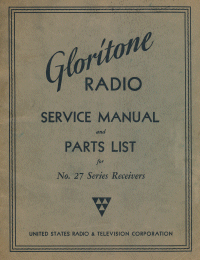 Gloritone
RADIO
SERVICE MANUAL
and
PARTS LIST
for
No. 27 Series Receivers
UNITED STATES RADIO & TELEVISION CORPORATION